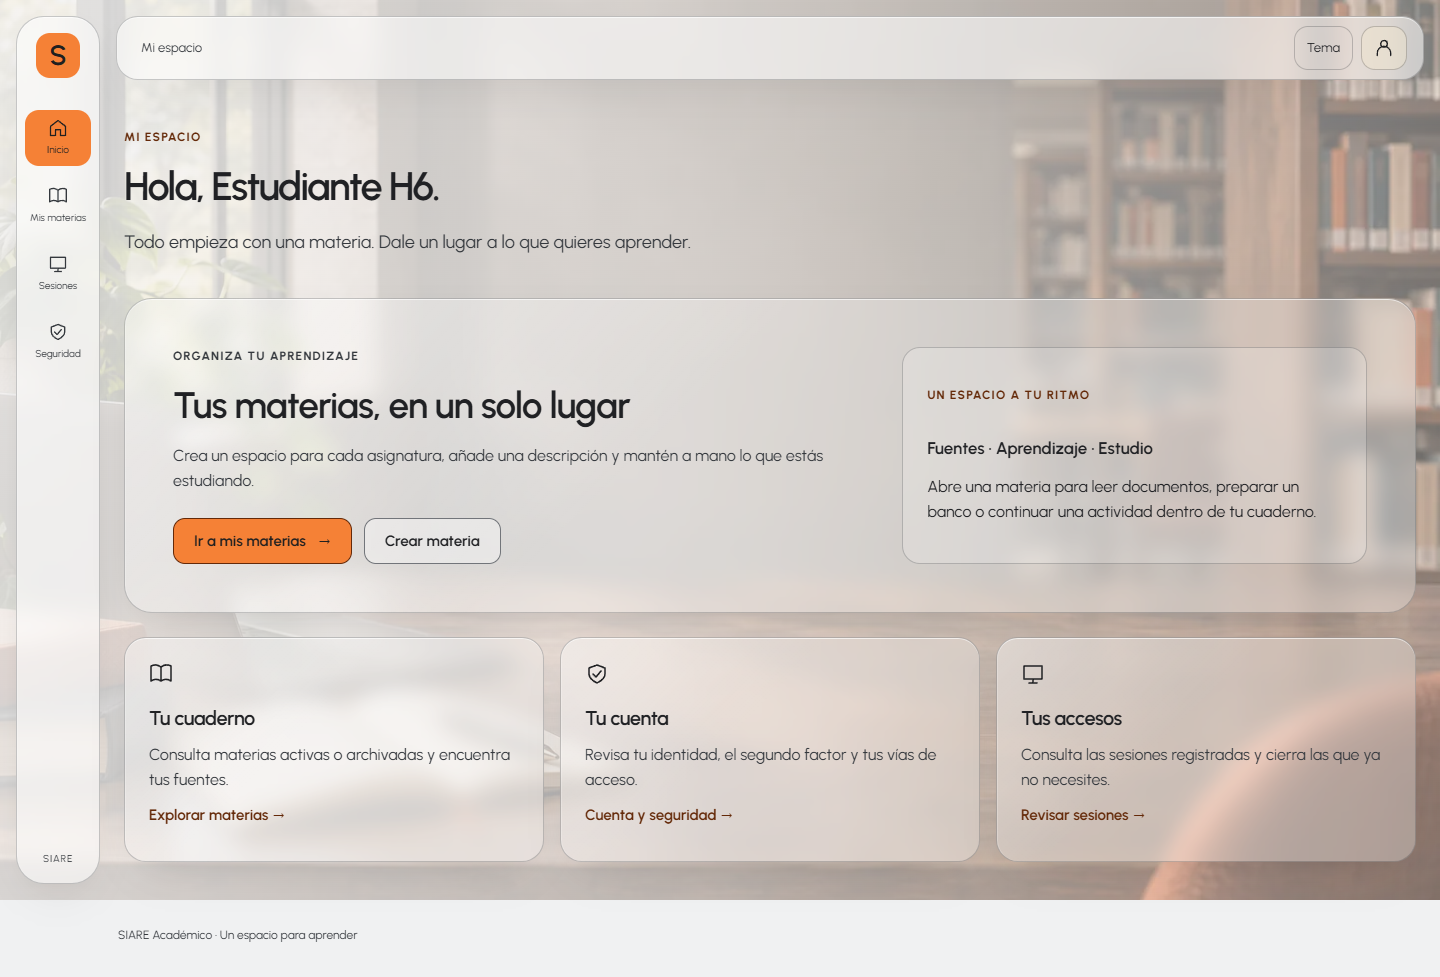 S
Inicio
Mis materias
Sesiones
Seguridad
SIARE
Mi espacio
Tema
MI ESPACIO
Hola, Estudiante H6.
Todo empieza con una materia. Dale un lugar a lo que quieres aprender.
ORGANIZA TU APRENDIZAJE
Tus materias, en un solo lugar
Crea un espacio para cada asignatura, añade una descripción y mantén a mano lo que estás
estudiando.
Ir a mis materias →
Crear materia
UN ESPACIO A TU RITMO
Fuentes · Aprendizaje · Estudio
Abre una materia para leer documentos, preparar un
banco o continuar una actividad dentro de tu cuaderno.
Tu cuaderno
Consulta materias activas o archivadas y encuentra
tus fuentes.
Explorar materias →
Tu cuenta
Revisa tu identidad, el segundo factor y tus vías de
acceso.
Cuenta y seguridad →
Tus accesos
Consulta las sesiones registradas y cierra las que ya
no necesites.
Revisar sesiones →
SIARE Académico · Un espacio para aprender